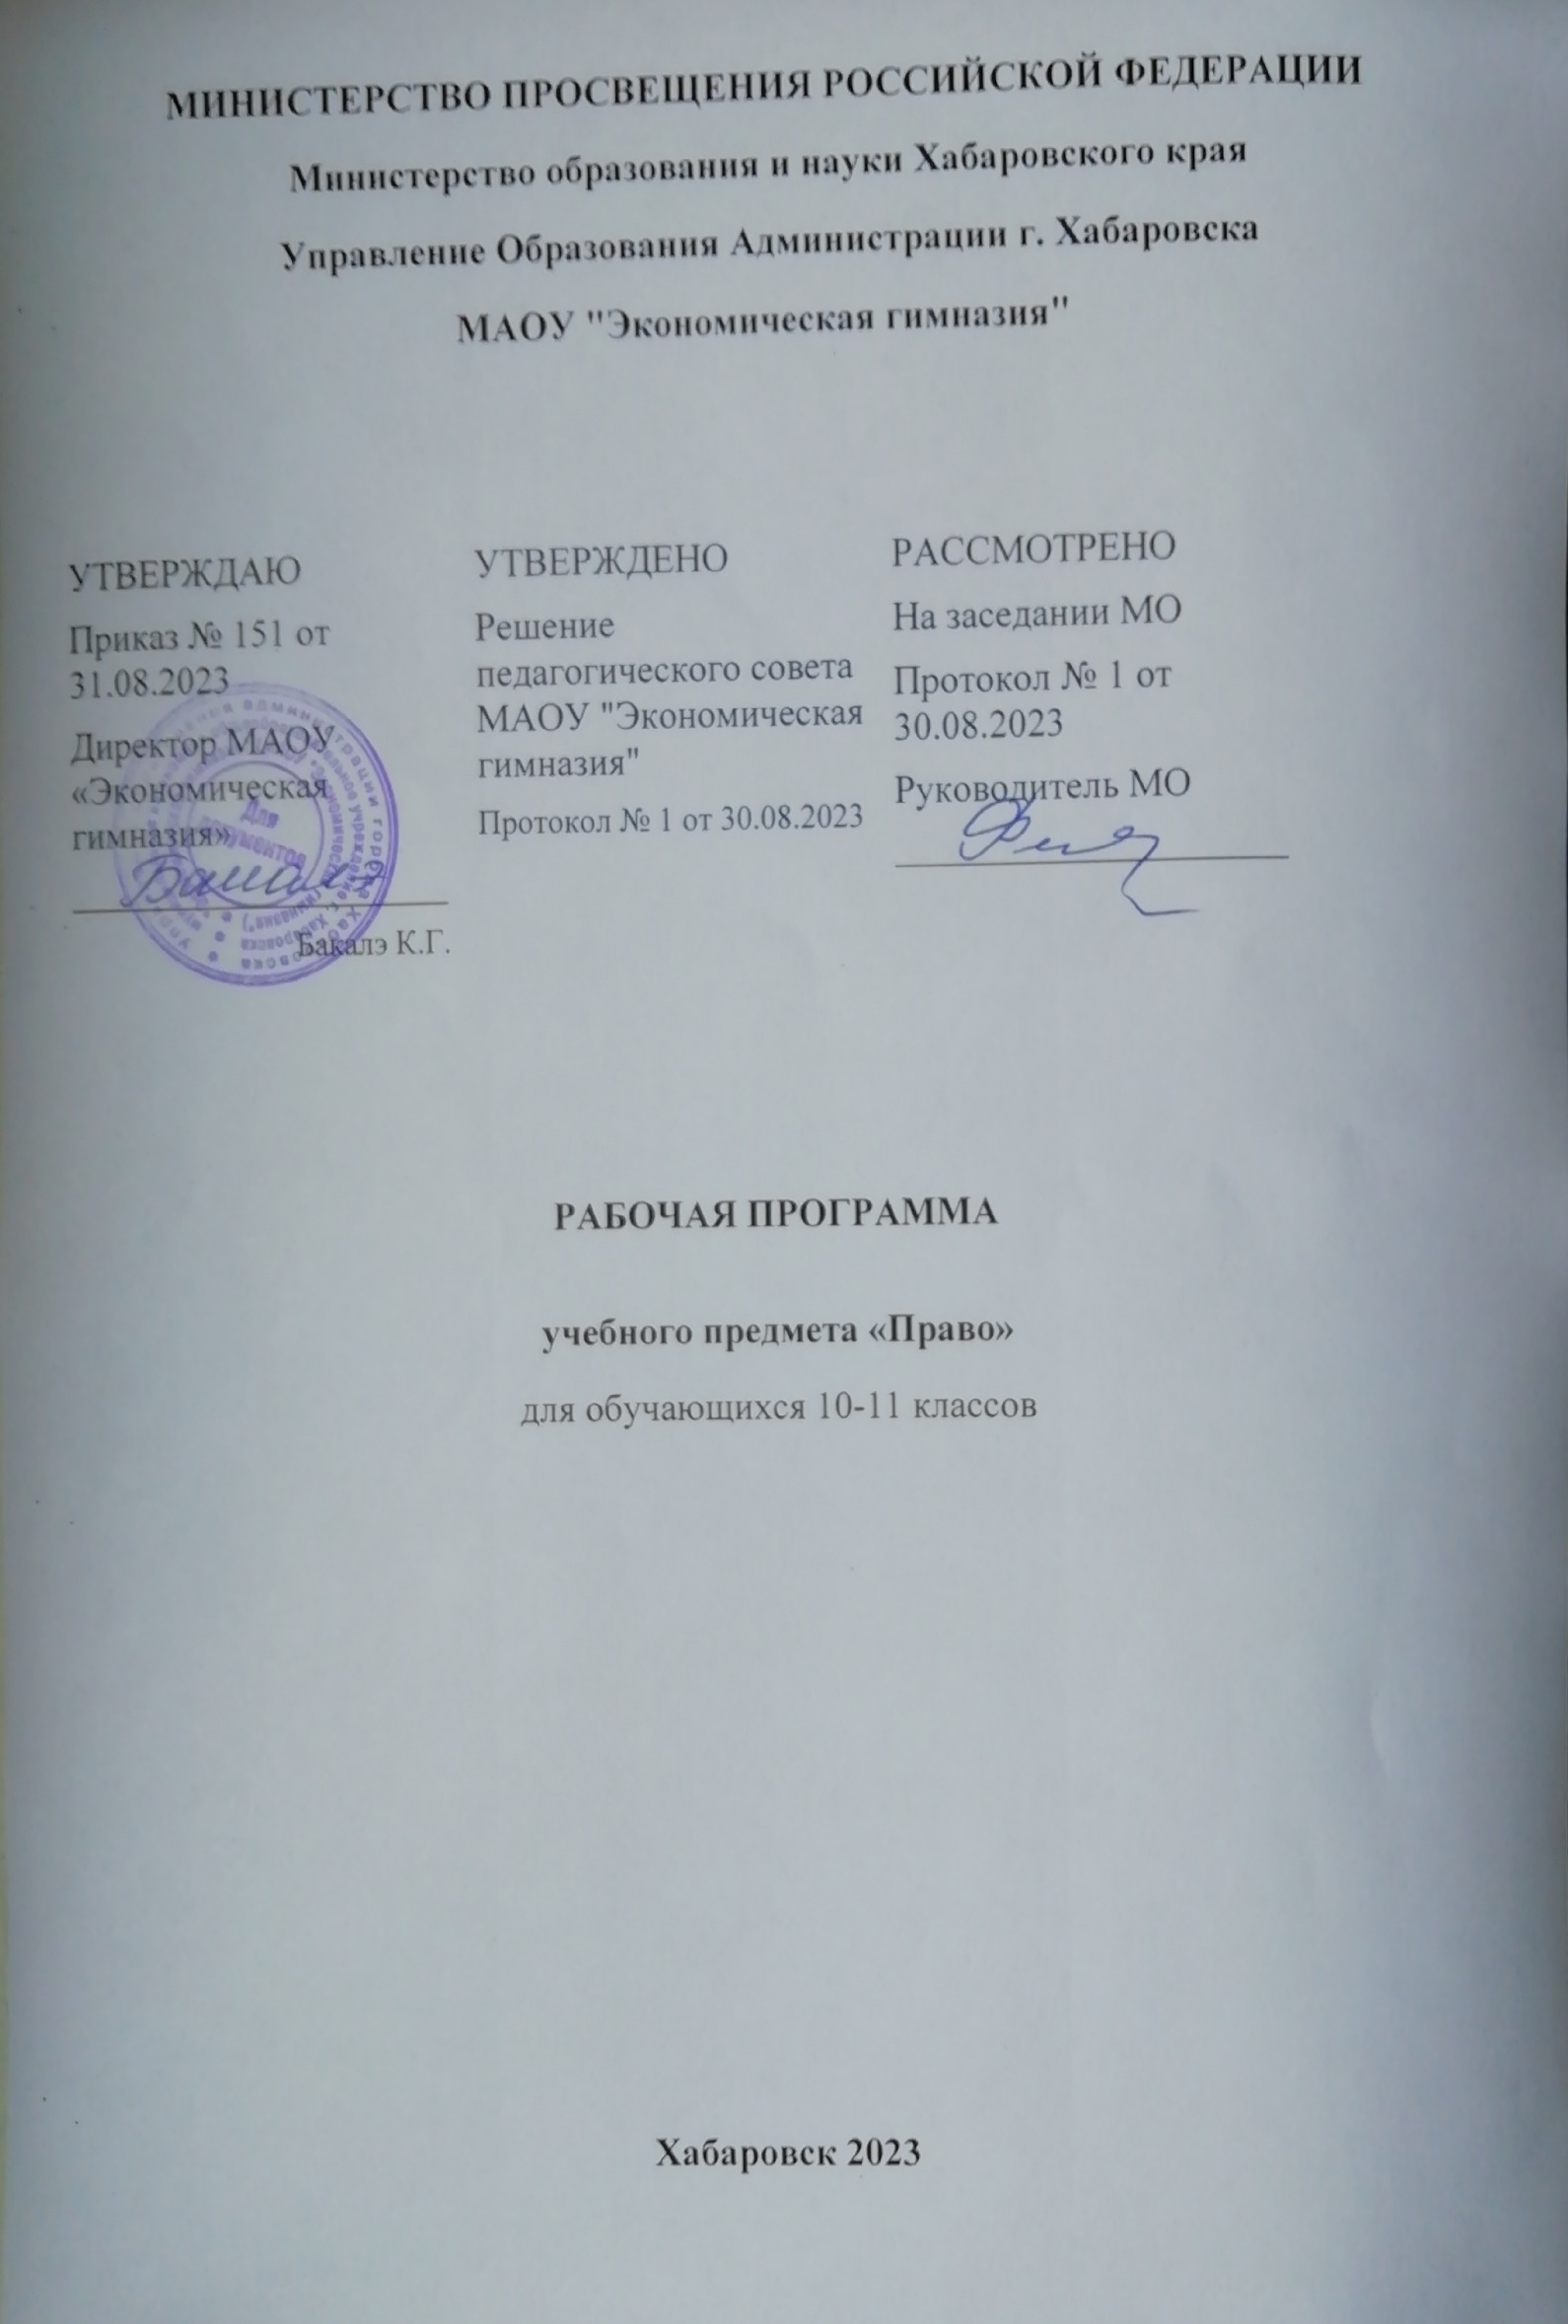 МИНИСТЕРСТВО ПРОСВЕЩЕНИЯ РОССИЙСКОЙ ФЕДЕРАЦИИ
Министерство образования и науки Хабаровского края
Управление Образования Администрации г. Хабаровска
МАОУ "Экономическая гимназия"
УТВЕРЖДАЮ
Приказ № 151 от
31.08.2023
Директор МАОУ
«Экономическая
гимназия»
Бакалэ К.Г.
Для
документов
УТВЕРЖДЕНО
Решение
педагогического совета
МАОУ "Экономическая
гимназия"
Протокол № 1 от 30.08.2023
РАССМОТРЕНО
На заседании МО
Протокол № 1 от
30.08.2023
Руководитель МО
РАБОЧАЯ ПРОГРАММА
учебного предмета «Право»
для обучающихся 10-11 классов
Хабаровск 2023